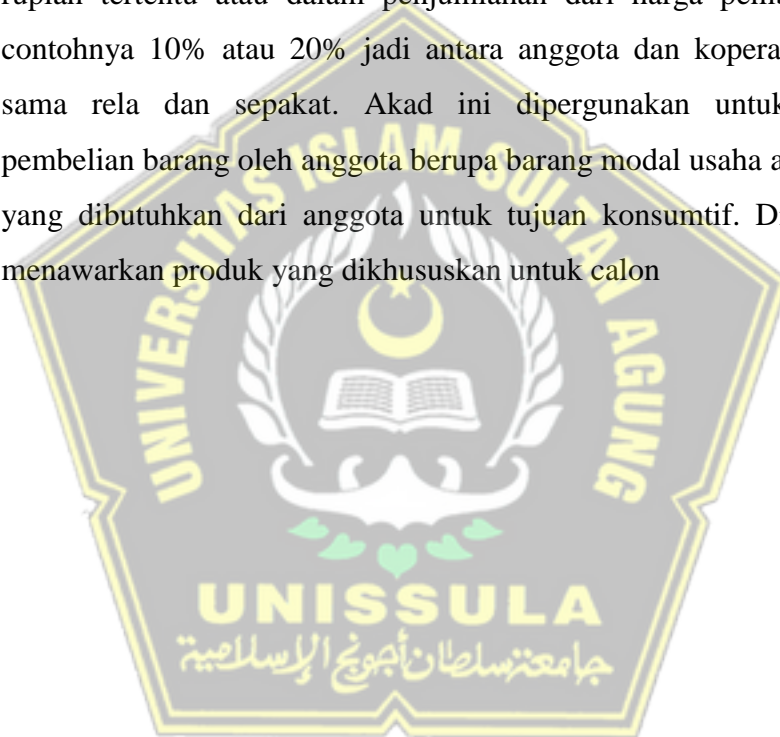 rupiah tertentu atau dalam penjumlahan dari harga
contohnya 10% atau 20% jadi antara anggota dan
sama rela dan sepakat. Akad ini dipergunakan untuk
pembelian barang oleh anggota berupa barang modal usaha
yang dibutuhkan dari anggota untuk tujuan konsumtif.
menawarkan produk yang dikhususkan untuk calon
UNIVERSITAS ISLAM SULTAN AGUNG
UNISSULA
جامعة سلطان أجونج الإسلامية